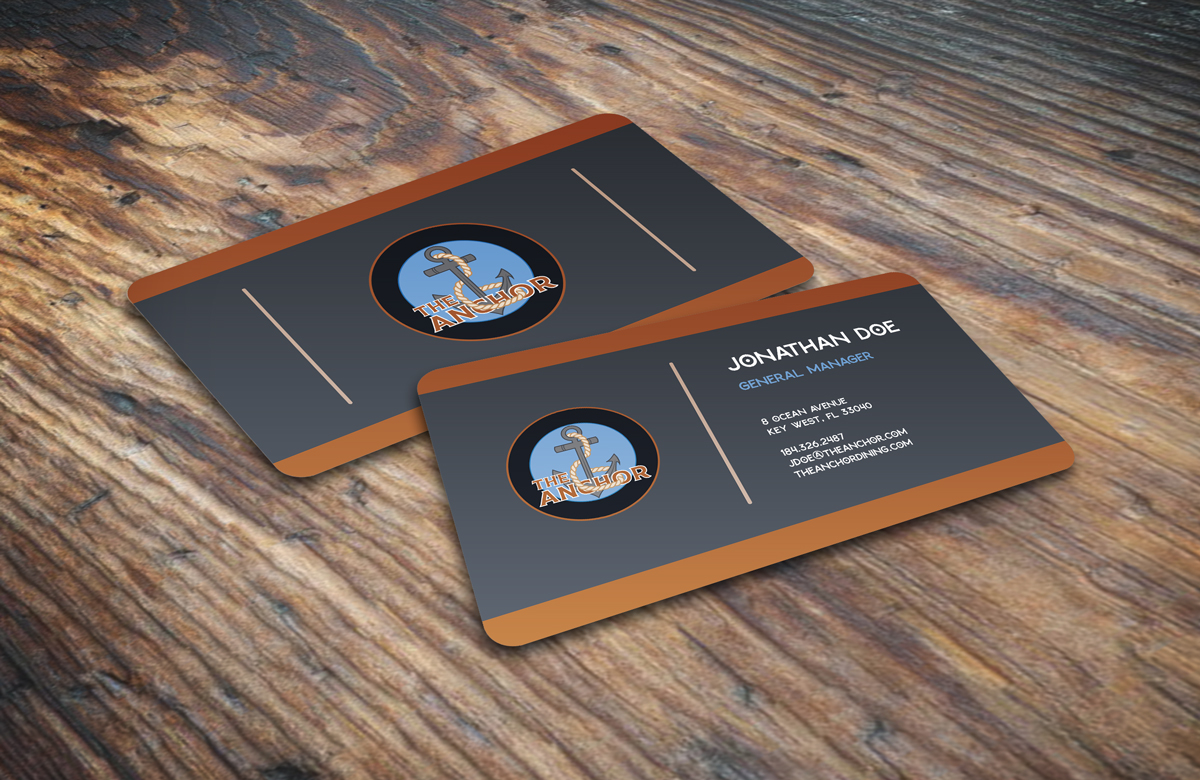 THE
ANCHOR
THE
ANCHOR
JONATHAN DOE
GENERAL MANAGER
8 OCEAN AVENUE
KEY WEST, FL 33040
184.326.2487
JDOE@THEANCHOR.COM
THEANCHORDINING.COM